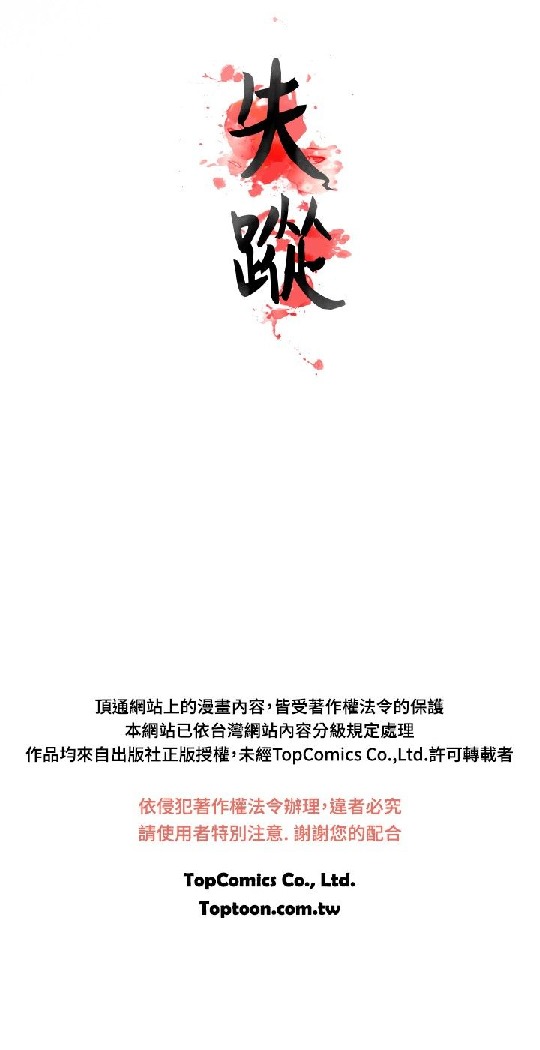 失
蹤
頂通網站上的漫畫內容，皆受著作權法令的保護
本網站已依台灣網站內容分級規定處理
作品均來自出版社正版授權，未經TopComics Co.,Ltd.許可轉載者
依侵犯著作權法令辦理，違者必究
請使用者特別注意. 謝謝您的配合
TopComics Co., Ltd.
Toptoon.com.tw